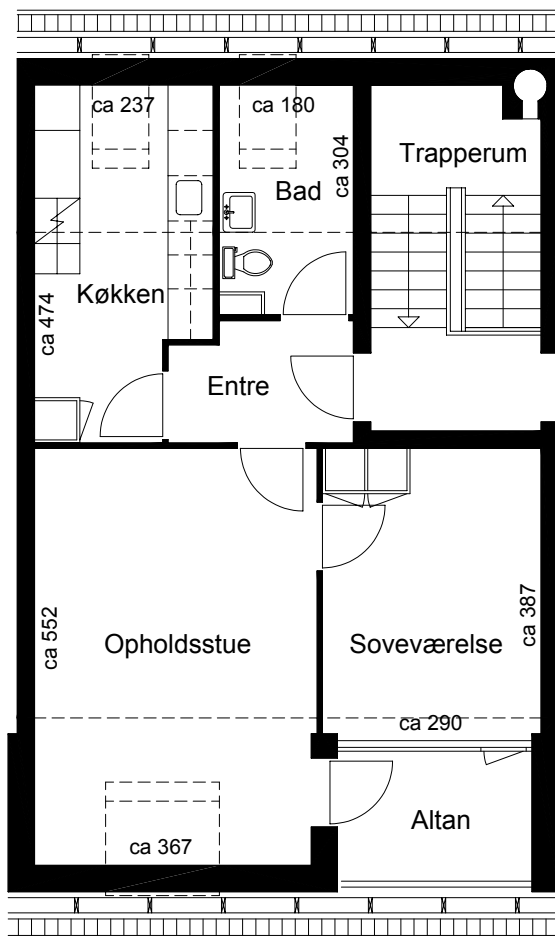 ca 237
ca 180
ca 304
Trapperum
Bad
Køkken
ca 474
Entre
ca 552
Opholdsstue
Soveværelse
ca 387
ca 290
Altan
ca 367